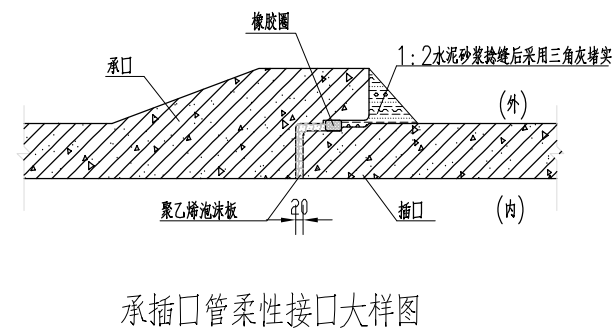 橡胶圈
承口
1:2水泥砂浆捻缝后采用三角灰堵实
(外)
聚乙烯泡沫板
20
插口
(内)
承插口管柔性接口大样图